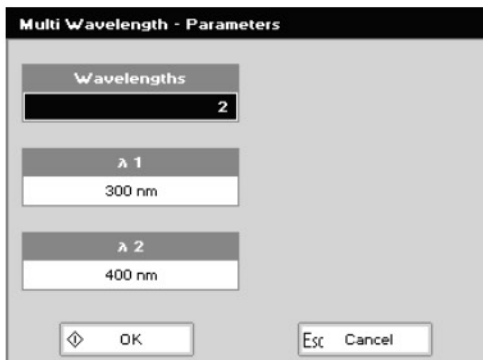 Multi Wavelength - Parameters
Wavelengths
2
λ 1
300 nm
λ 2
400 nm
OK
Esc Cancel